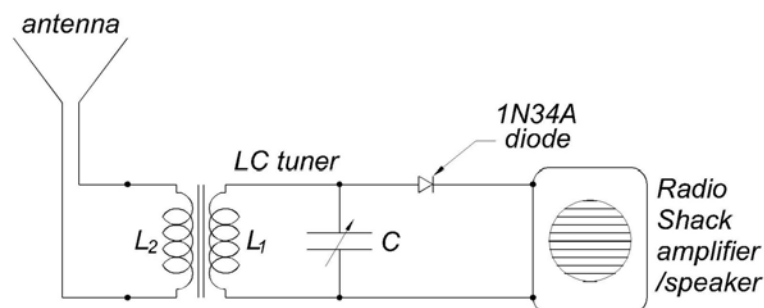 antenna
1N34A
diode
LC tuner
L2
L1
C
Radio
Shack
amplifier
/speaker